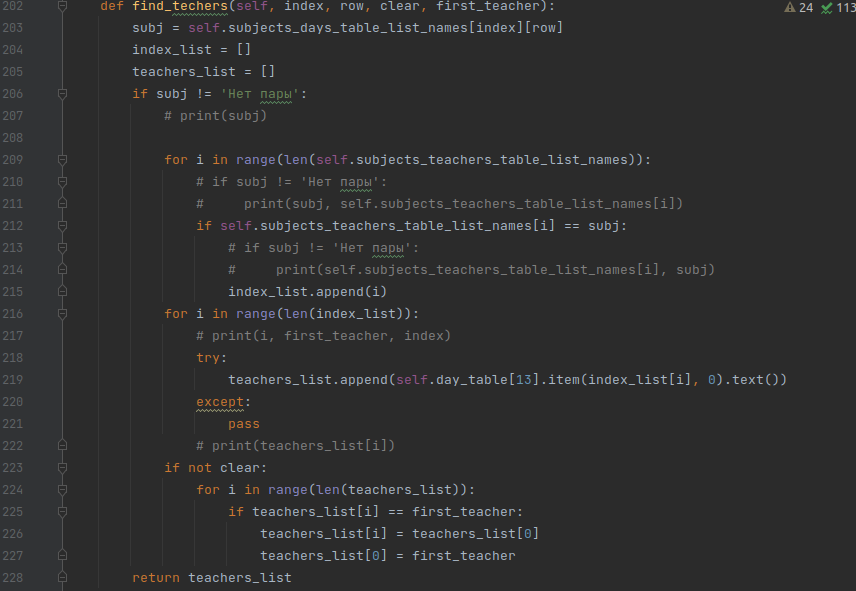 202 def find_techers(self, index, row, clear, first_teacher): 24 113
203 subj = self.subjects_days_table_list_names[index][row]
204 index_list = []
205 teachers_list = []
206 if subj != 'Нет пары':
207 # print(subj)
208
209 for i in range(len(self.subjects_teachers_table_list_names)):
210 # if subj != 'Нет пары':
211 #     print(subj, self.subjects_teachers_table_list_names[i])
212 if self.subjects_teachers_table_list_names[i] == subj:
213 # if subj != 'Нет пары':
214 #     print(self.subjects_teachers_table_list_names[i], subj)
215 index_list.append(i)
216 for i in range(len(index_list)):
217 # print(i, first_teacher, index)
218 try:
219 teachers_list.append(self.day_table[13].item(index_list[i], 0).text())
220 except:
221 pass
222 # print(teachers_list[i])
223 if not clear:
224 for i in range(len(teachers_list)):
225 if teachers_list[i] == first_teacher:
226 teachers_list[i] = teachers_list[0]
227 teachers_list[0] = first_teacher
228 return teachers_list